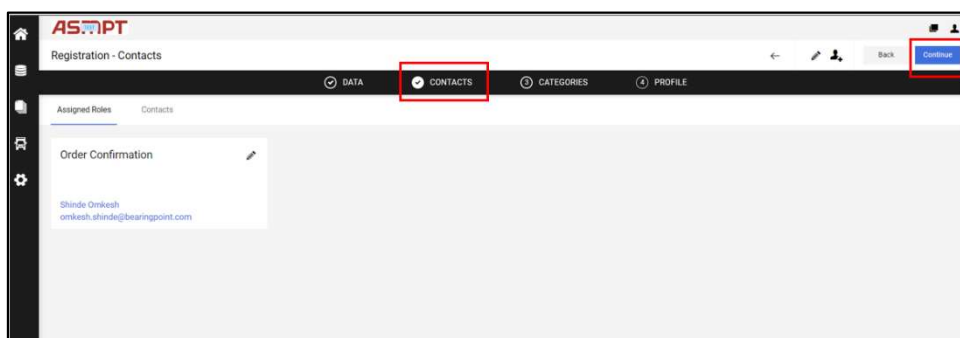 ASMPT
Registration - Contacts
Back
Continue
DATA
CONTACTS
3 CATEGORIES
4 PROFILE
Assigned Roles
Contacts
Order Confirmation
Shinde Omkesh
omkesh.shinde@bearingpoint.com